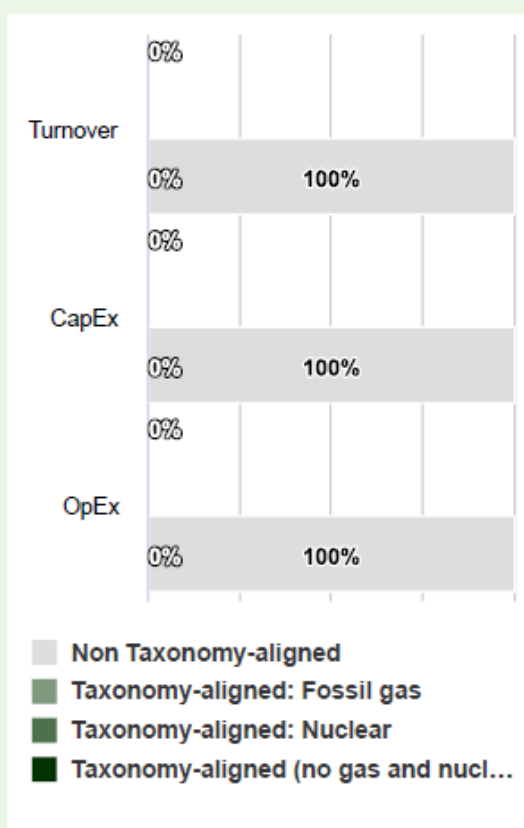 0%
Turnover
0% 100%
0%
CapEx
0% 100%
0%
OpEx
0% 100%
Non Taxonomy-aligned
Taxonomy-aligned: Fossil gas
Taxonomy-aligned: Nuclear
Taxonomy-aligned (no gas and nucl...